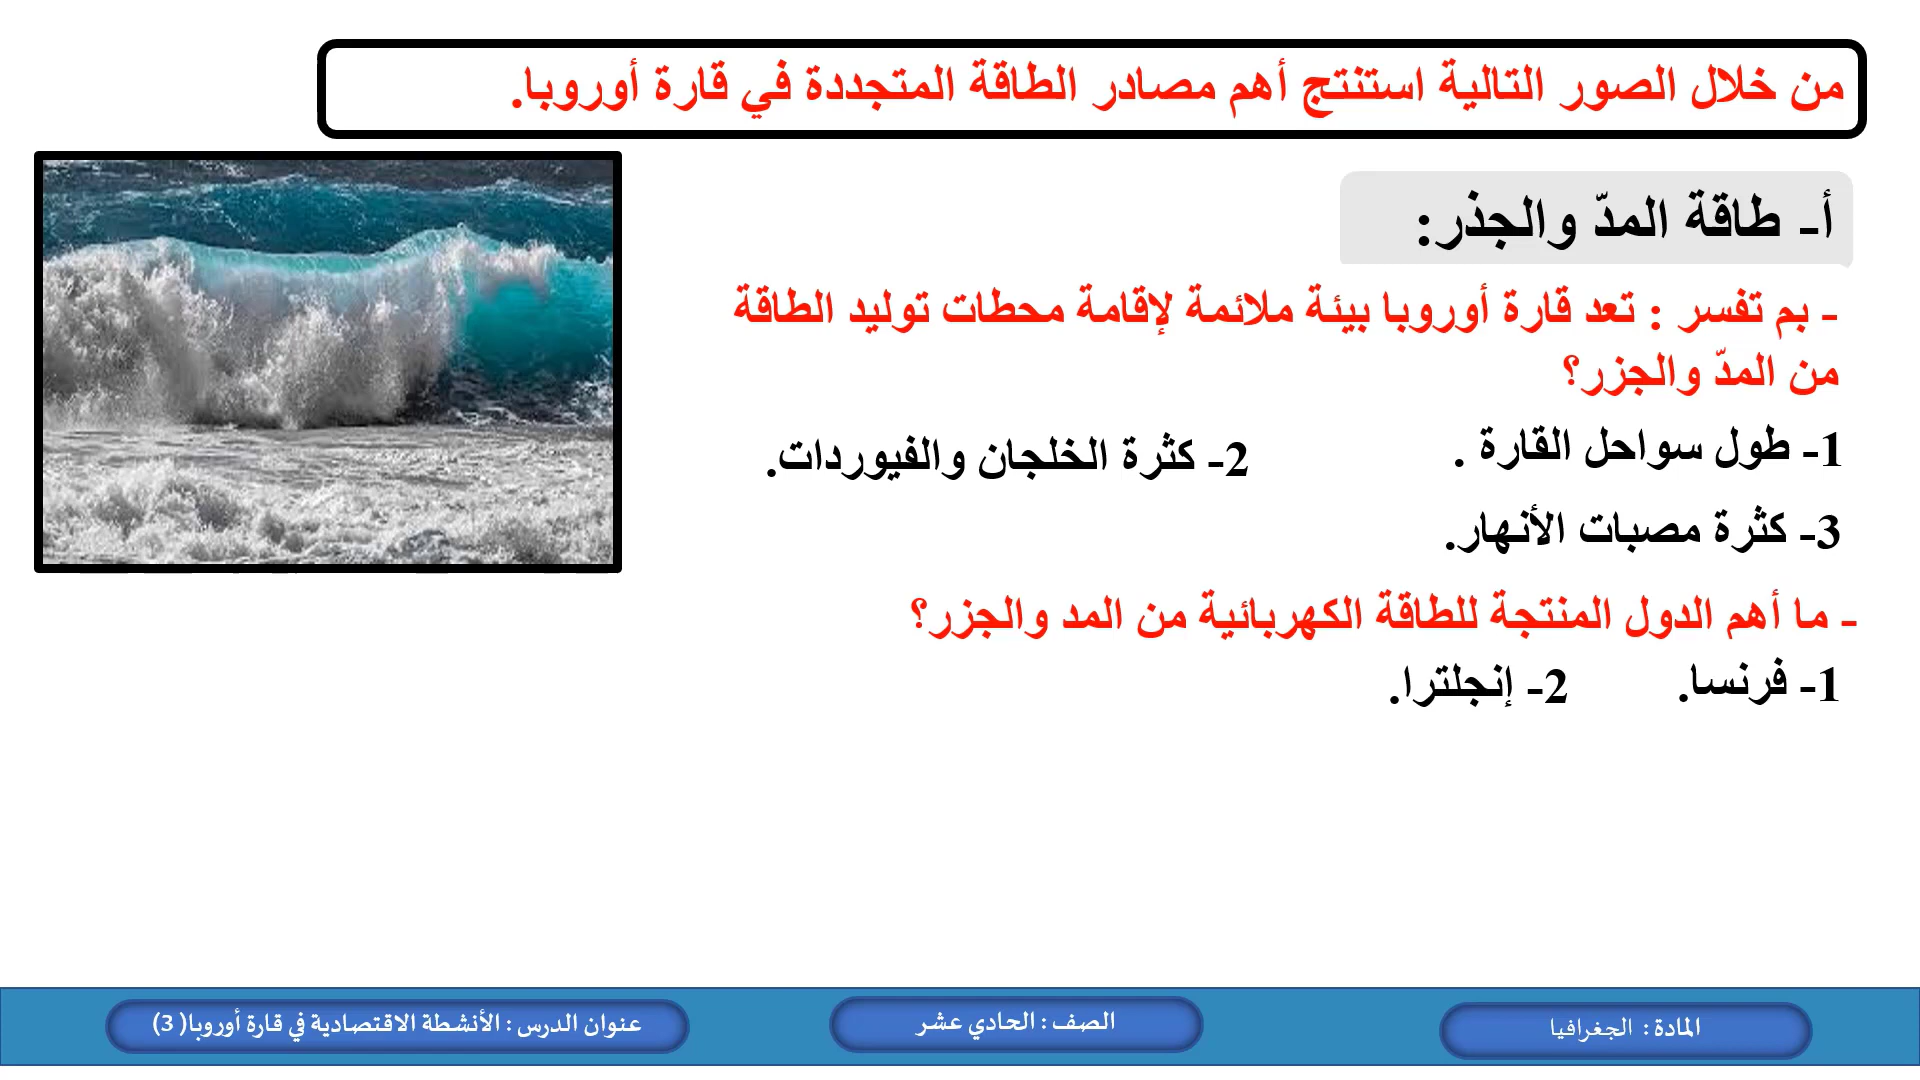 من خلال الصور التالية استنتج أهم مصادر الطاقة المتجددة في قارة أوروبا.
أ- طاقة المدّ والجذر:
- بم تفسر : تعد قارة أوروبا بيئة ملائمة لإقامة محطات توليد الطاقة
من المدّ والجزر؟
1- طول سواحل القارة .
2- كثرة الخلجان والفيوردات.
3- كثرة مصبات الأنهار.
- ما أهم الدول المنتجة للطاقة الكهربائية من المد والجزر؟
1- فرنسا.
2- إنجلترا.
المادة : الجغرافيا
الصف : الحادي عشر
عنوان الدرس : الأنشطة الاقتصادية في قارة أوروبا( 3)